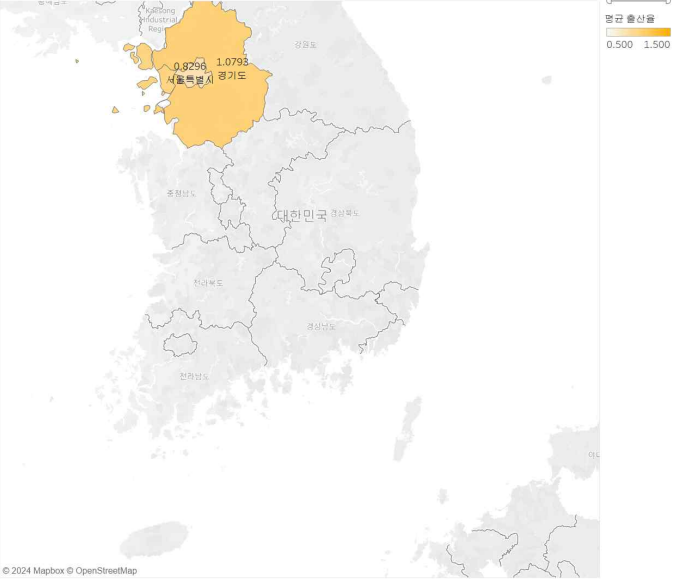 평균 출산율
0.500 1.500
Kaesong
Industrial
Regi
강원도
0.8296
서울특별시
1.0793
경기도
충청남도
대한민국
경상북도
전라북도
경상남도
전라남도
© 2024 Mapbox © OpenStreetMap